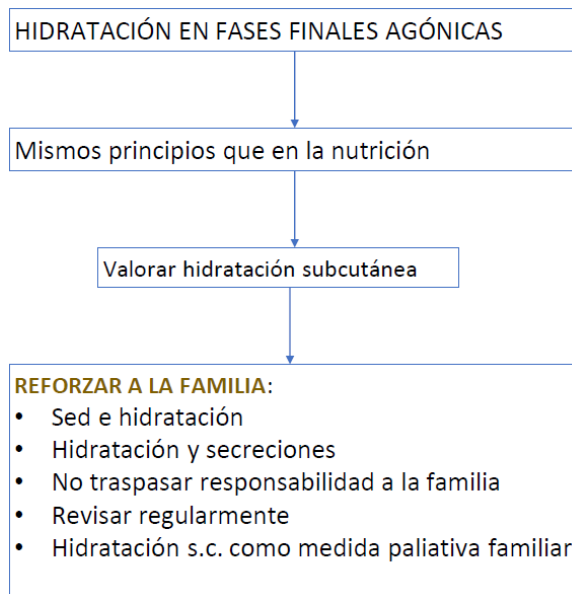 HIDRATACIÓN EN FASES FINALES AGÓNICAS
Mismos principios que en la nutrición
Valorar hidratación subcutánea
REFORZAR A LA FAMILIA:
• Sed e hidratación
• Hidratación y secreciones
• No traspasar responsabilidad a la familia
• Revisar regularmente
• Hidratación s.c. como medida paliativa familiar